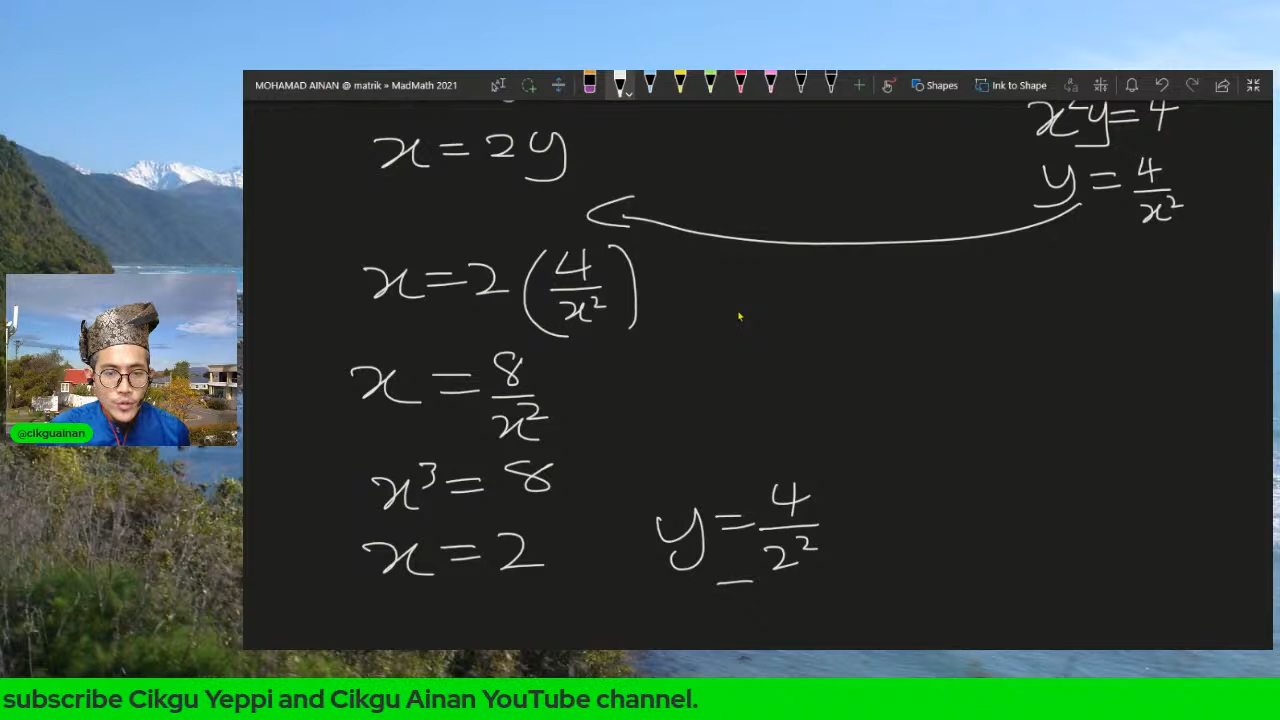 MOHAMAD AINAN @ matrik » MadMath 2021
Shapes
Ink to Shape
x²y = 4
x = 2y
y = 4/x²
x = 2(4/x²)
x = 8/x²
x³ = 8
y = 4/2²
x = 2
=
@cikguainan
subscribe Cikgu Yeppi and Cikgu Ainan YouTube channel.